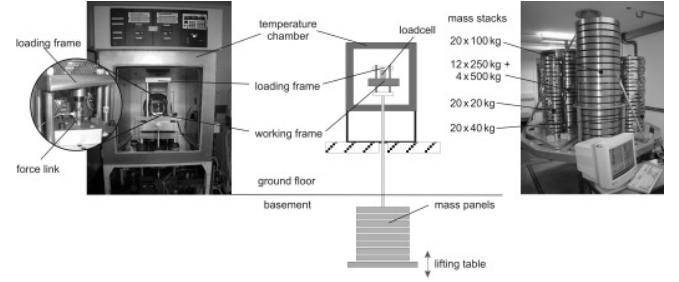 loading frame
force link
temperature
chamber
loadcell
loading frame
working frame
ground floor
basement
mass panels
lifting table
mass stacks
20 x 100 kg
12 x 250 kg +
4 x 500 kg
20 x 20 kg
20 x 40 kg